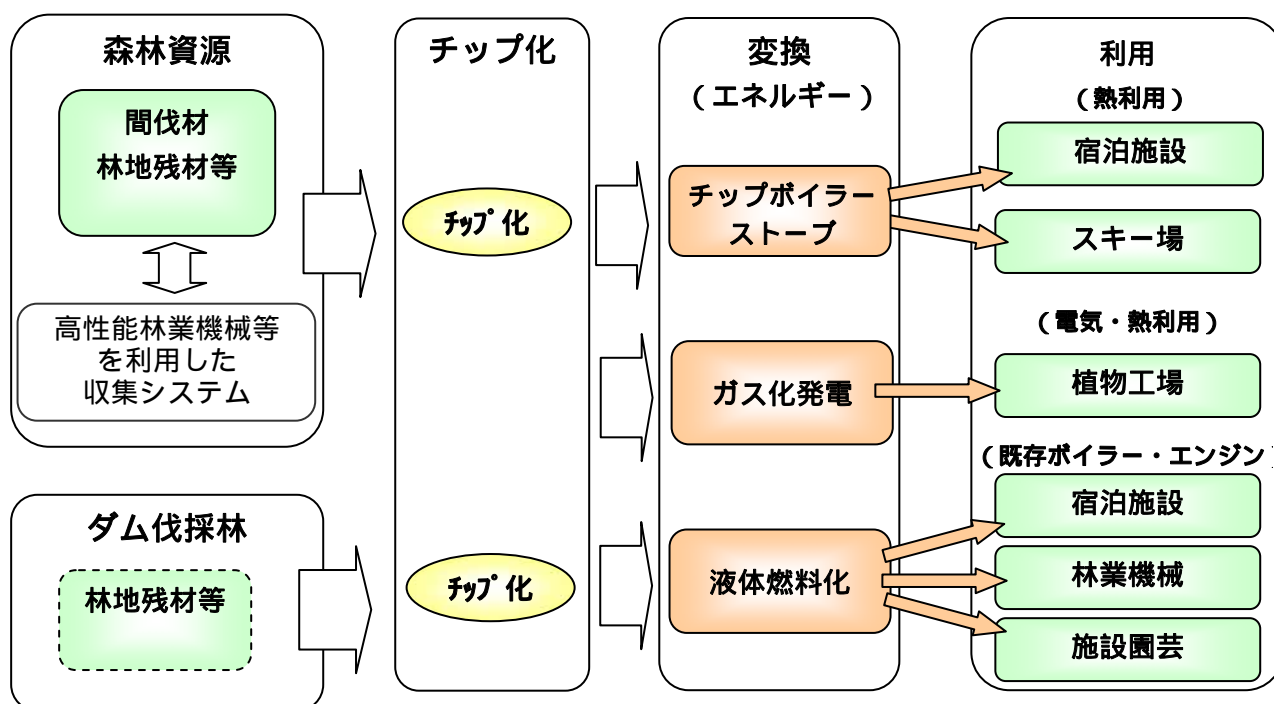 森林資源
間伐材
林地残材等
高性能林業機械等
を利用した
収集システム
ダム伐採林
林地残材等
チップ化
ﾁｯﾌﾟ化
ﾁｯﾌﾟ化
変換
（エネルギー）
チップボイラー
ストーブ
ガス化発電
液体燃料化
利用
（熱利用）
宿泊施設
スキー場
（電気・熱利用）
植物工場
（既存ボイラー・エンジン）
宿泊施設
林業機械
施設園芸